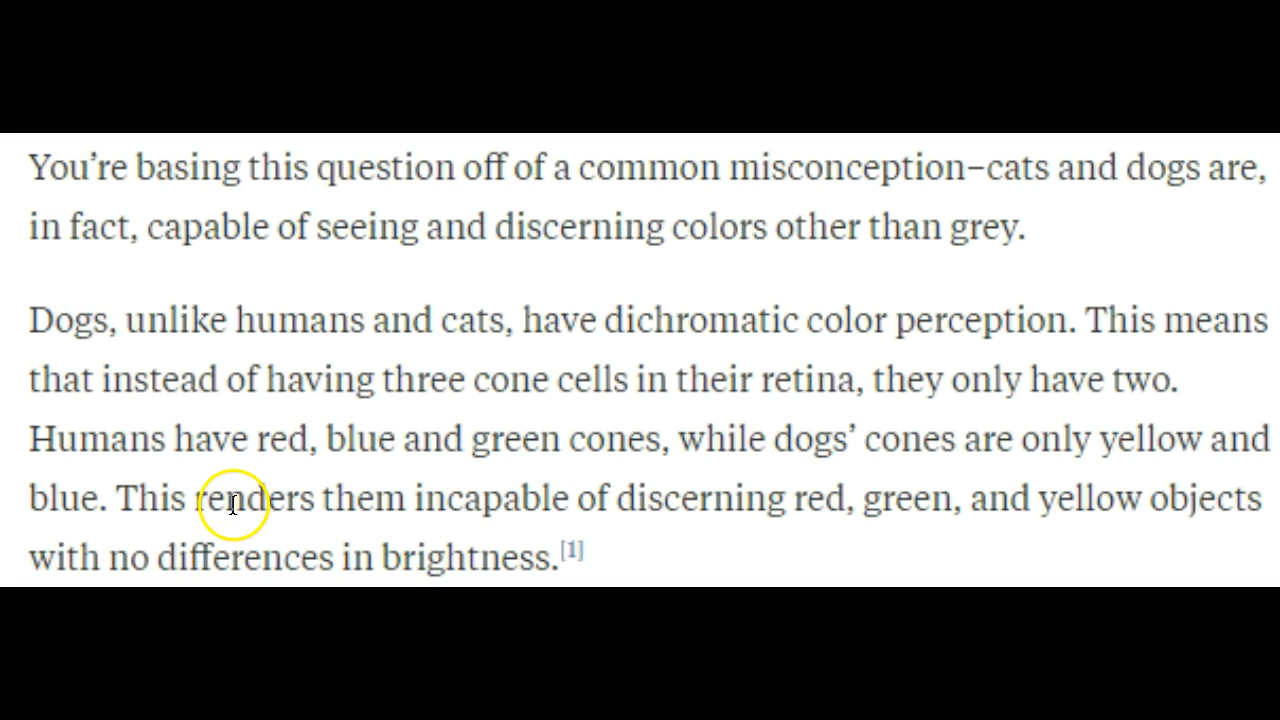 You’re basing this question off of a common misconception–cats and dogs are,
in fact, capable of seeing and discerning colors other than grey.
Dogs, unlike humans and cats, have dichromatic color perception. This means
that instead of having three cone cells in their retina, they only have two.
Humans have red, blue and green cones, while dogs’ cones are only yellow and
blue. This renders them incapable of discerning red, green, and yellow objects
with no differences in brightness.[1]